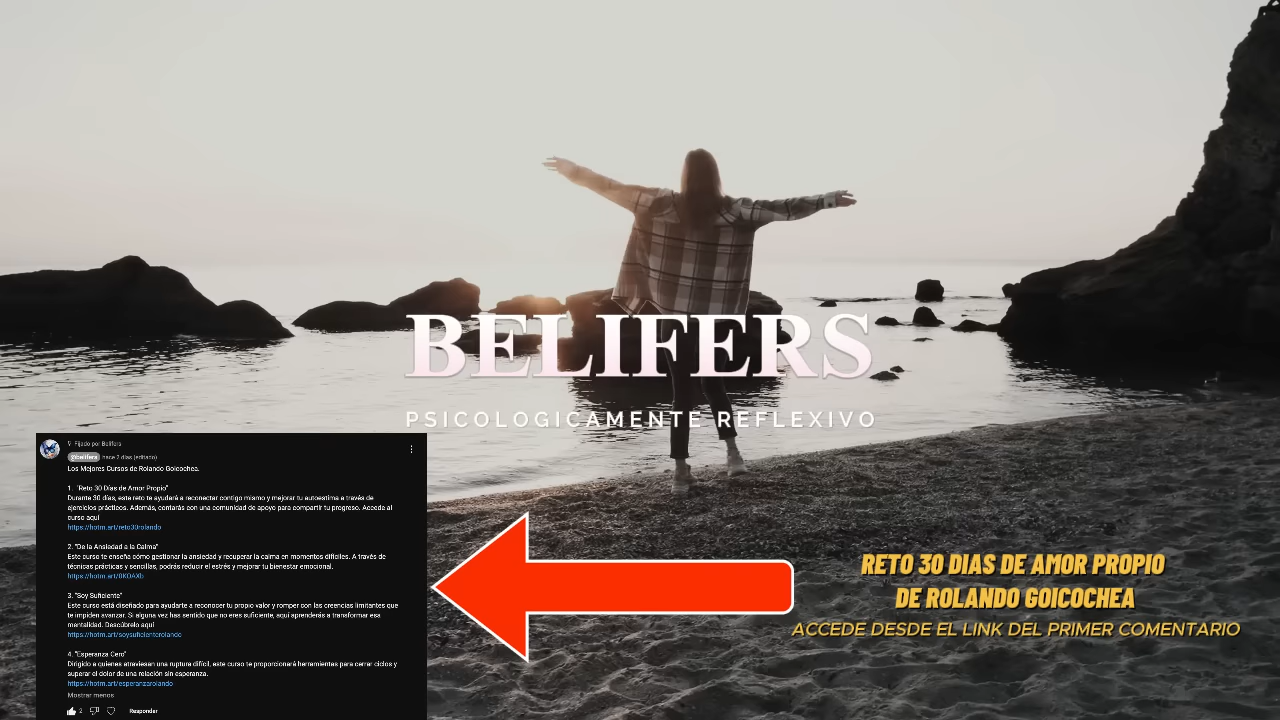 BELIFERS
PSICOLOGICAMENTE REFLEXIVO
Fijado por Belifers
@belifers hace 2 días (editado)
Los Mejores Cursos de Rolando Goicochea.
1. "Reto 30 Días de Amor Propio"
Durante 30 días, este reto te ayudará a reconectar contigo mismo y mejorar tu autoestima a través de
ejercicios prácticos. Además, contarás con una comunidad de apoyo para compartir tu progreso. Accede al
curso aquí
https://hotm.art/reto30rolando
2. "De la Ansiedad a la Calma"
Este curso te enseña cómo gestionar la ansiedad y recuperar la calma en momentos difíciles. A través de
técnicas prácticas y sencillas, podrás reducir el estrés y mejorar tu bienestar emocional.
https://hotm.art/0KOAXb
3. "Soy Suficiente"
Este curso está diseñado para ayudarte a reconocer tu propio valor y romper con las creencias limitantes que
te impiden avanzar. Si alguna vez has sentido que no eres suficiente, aquí aprenderás a transformar esa
mentalidad. Descúbrelo aquí
https://hotm.art/soysuficienterolando
4. "Esperanza Cero"
Dirigido a quienes atraviesan una ruptura difícil, este curso te proporcionará herramientas para cerrar ciclos y
superar el dolor de una relación sin esperanza.
https://hotm.art/esperanzarolando
Mostrar menos
2 Responder
RETO 30 DIAS DE AMOR PROPIO
DE ROLANDO GOICOCHEA
ACCEDE DESDE EL LINK DEL PRIMER COMENTARIO